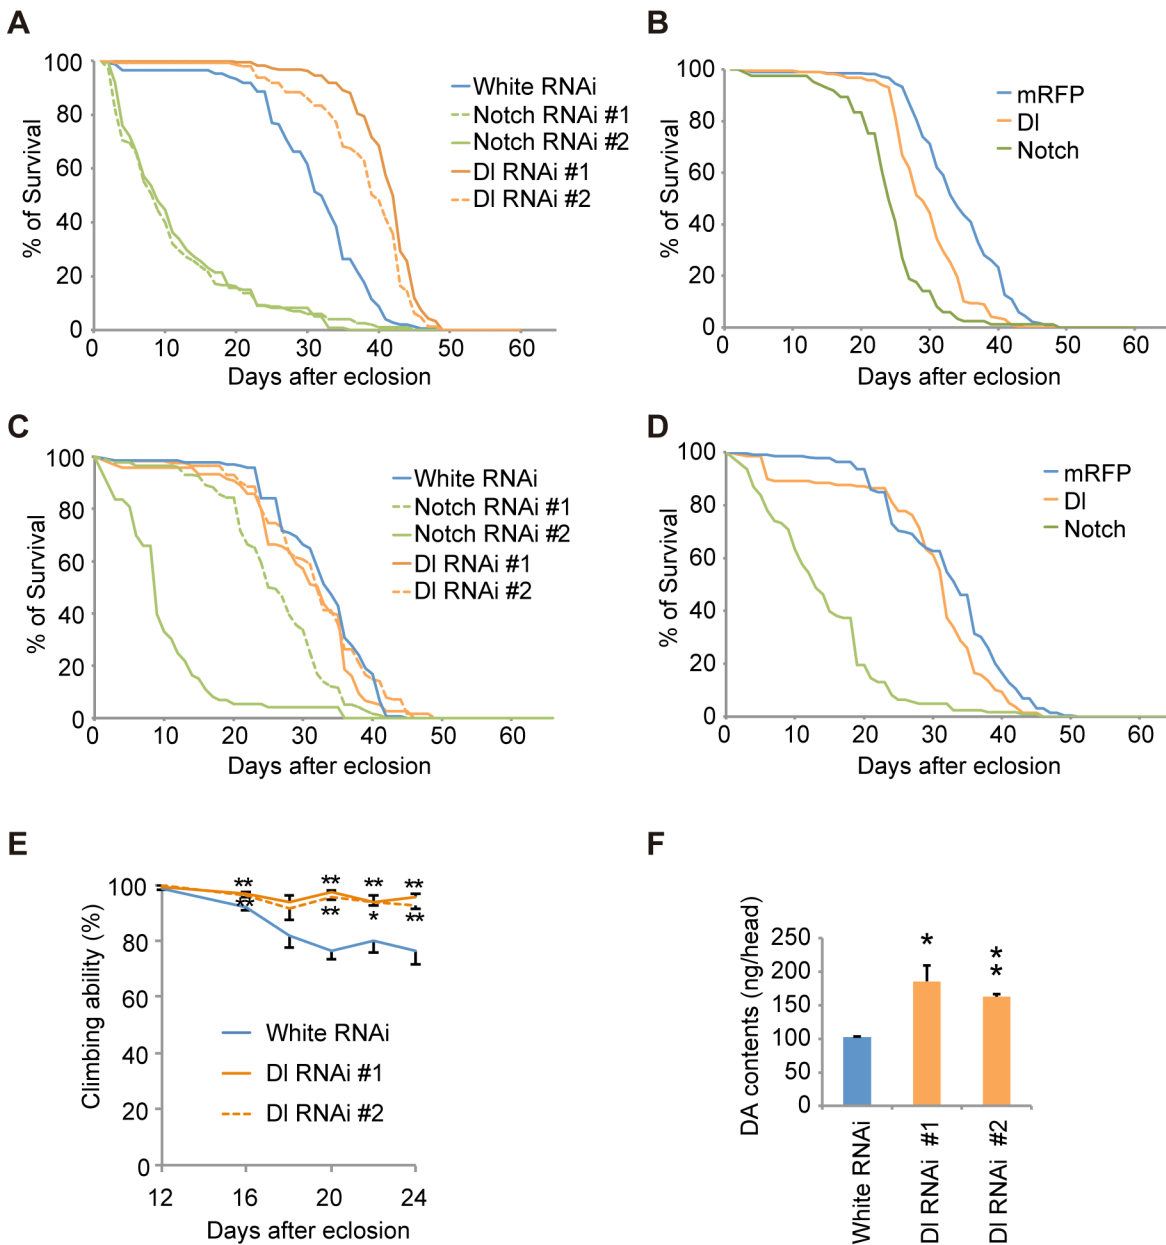 A
100
80
60
40
20
0
% of Survival
0 10 20 30 40 50 60
Days after eclosion
White RNAi
Notch RNAi #1
Notch RNAi #2
Dl RNAi #1
Dl RNAi #2
B
100
80
60
40
20
0
% of Survival
0 10 20 30 40 60
Days after eclosion
mRFP
Dl
Notch
C
100
80
60
40
20
0
% of Survival
0 10 20 30 40 50 60
Days after eclosion
White RNAi
Notch RNAi #1
Notch RNAi #2
Dl RNAi #1
Dl RNAi #2
D
100
80
60
40
20
0
% of Survival
0 10 20 30 40 50 60
Days after eclosion
mRFP
Dl
Notch
E
100
80
60
40
20
0
Climbing ability (%)
** ** ** **
** ** * **
12 16 20 24
Days after eclosion
White RNAi
Dl RNAi #1
Dl RNAi #2
F
250
200
150
100
50
0
DA contents (ng/head)
* **
White RNAi
Dl RNAi #1
Dl RNAi #2